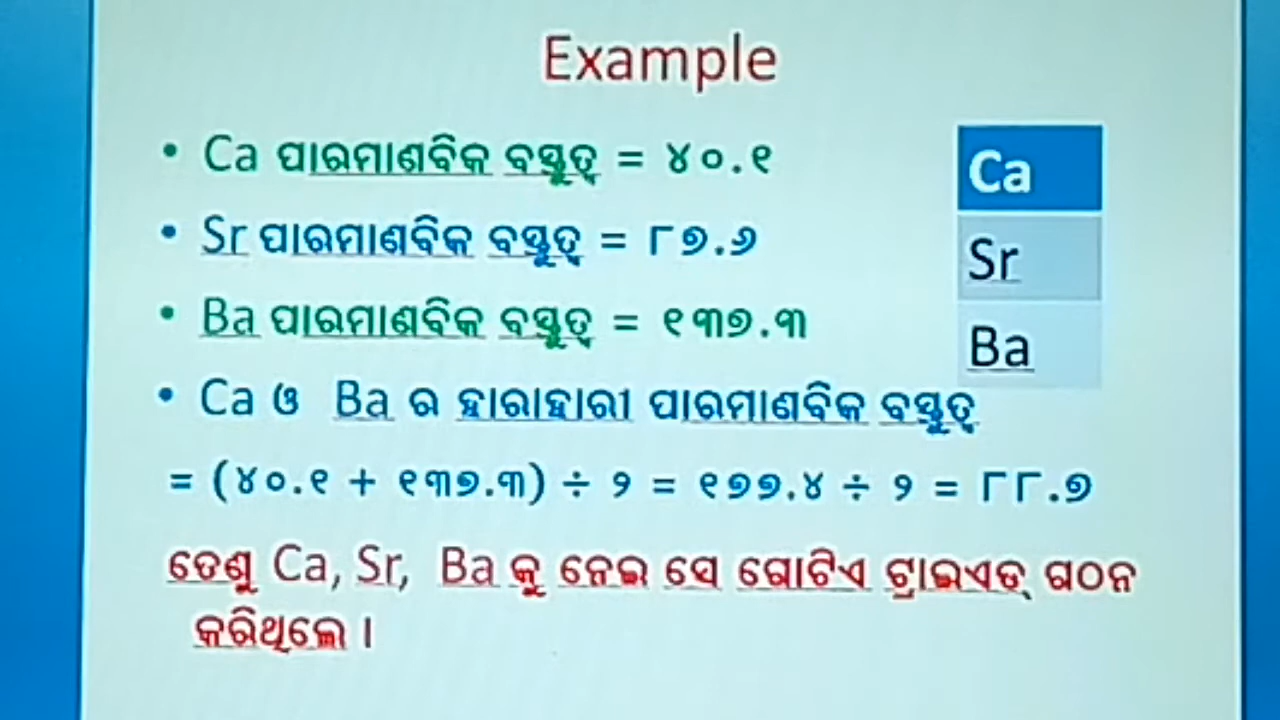 Example
• Ca ପାରମାଣବିକ ବସ୍ତୁତ୍ୱ = ୪୦.୧
• Sr ପାରମାଣବିକ ବସ୍ତୁତ୍ୱ = ୮୭.୬
• Ba ପାରମାଣବିକ ବସ୍ତୁତ୍ୱ = ୧୩୭.୩
• Ca ଓ Ba ର ହାରାହାରୀ ପାରମାଣବିକ ବସ୍ତୁତ୍ୱ
= (୪୦.୧ + ୧୩୭.୩) ÷ ୨ = ୧୭୭.୪ ÷ ୨ = ୮୮.୭
ତେଣୁ Ca, Sr, Ba କୁ ନେଇ ସେ ଗୋଟିଏ ଟ୍ରାଇଏଡ୍ ଗଠନ
କରିଥିଲେ ।
Ca
Sr
Ba